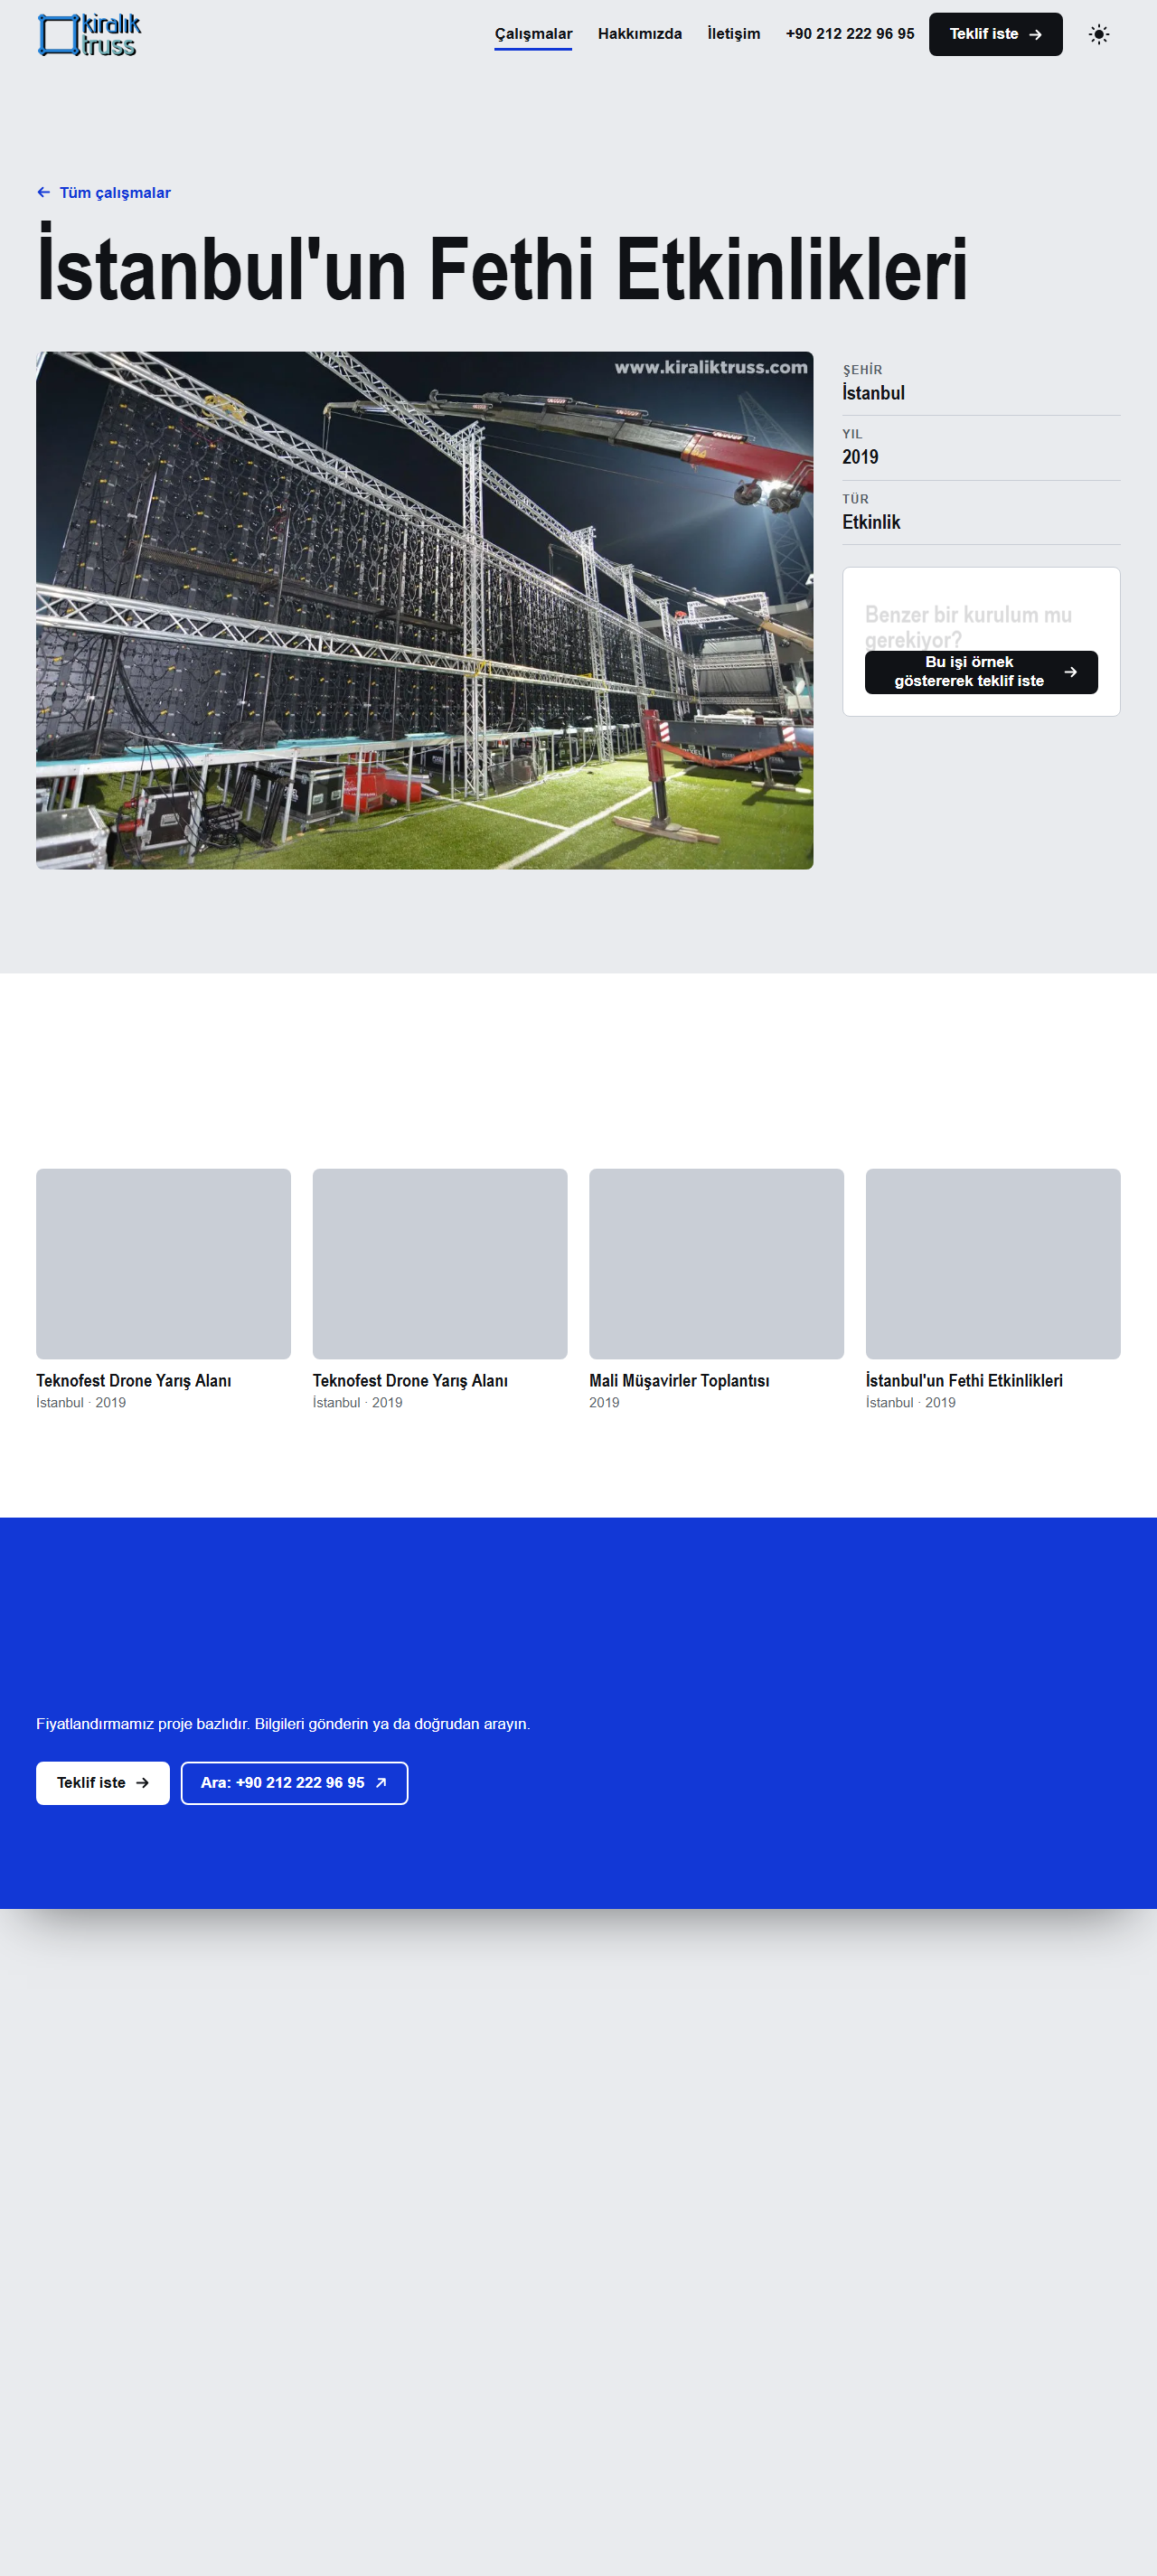 kiralık
truss
Çalışmalar
Hakkımızda
İletişim
+90 212 222 96 95
Teklif iste
Tüm çalışmalar
İstanbul'un Fethi Etkinlikleri
www.kiraliktruss.com
ŞEHİR
İstanbul
YIL
2019
TÜR
Etkinlik
Benzer bir kurulum mu
gerekiyor?
Bu işi örnek
göstererek teklif iste
Teknofest Drone Yarış Alanı
İstanbul · 2019
Teknofest Drone Yarış Alanı
İstanbul · 2019
Mali Müşavirler Toplantısı
2019
İstanbul'un Fethi Etkinlikleri
İstanbul · 2019
Fiyatlandırmamız proje bazlıdır. Bilgileri gönderin ya da doğrudan arayın.
Teklif iste
Ara: +90 212 222 96 95